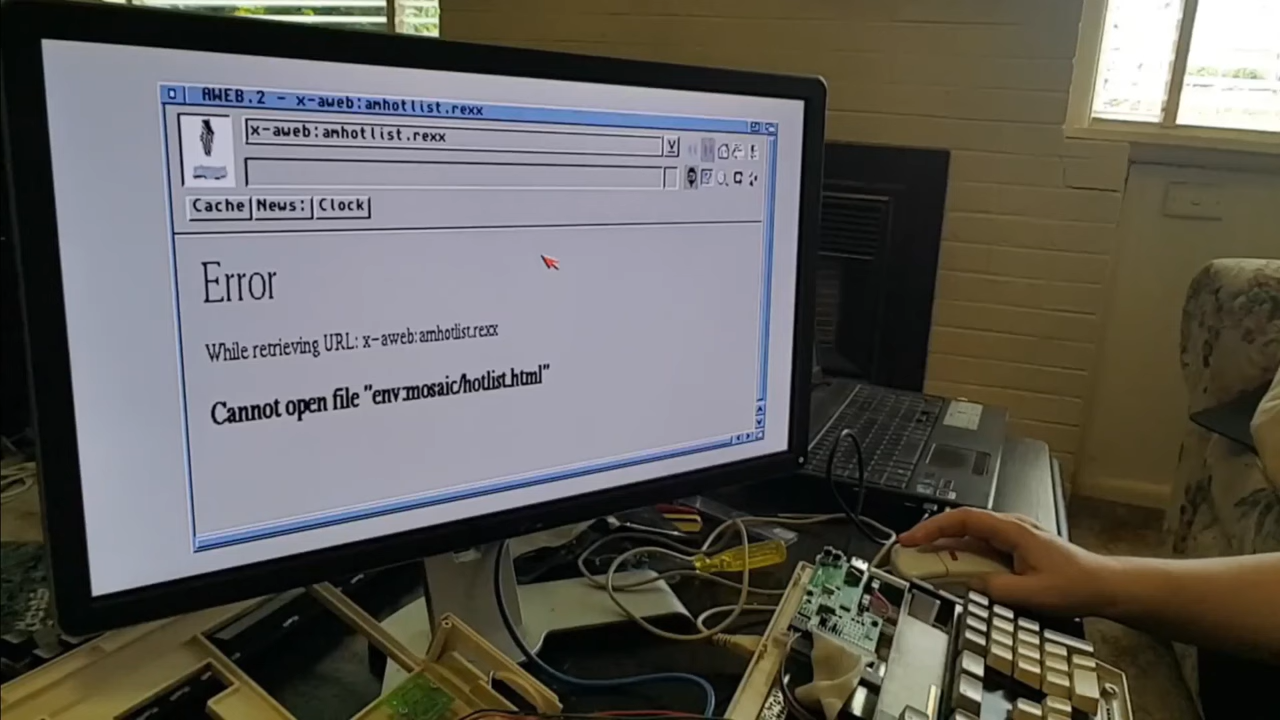 AWEB.2 - x-aweb:amhotlist.rexx
x-aweb:amhotlist.rexx
Cache News: Clock
Error
While retrieving URL: x-aweb:amhotlist.rexx
Cannot open file "env:mosaic/hotlist.html"